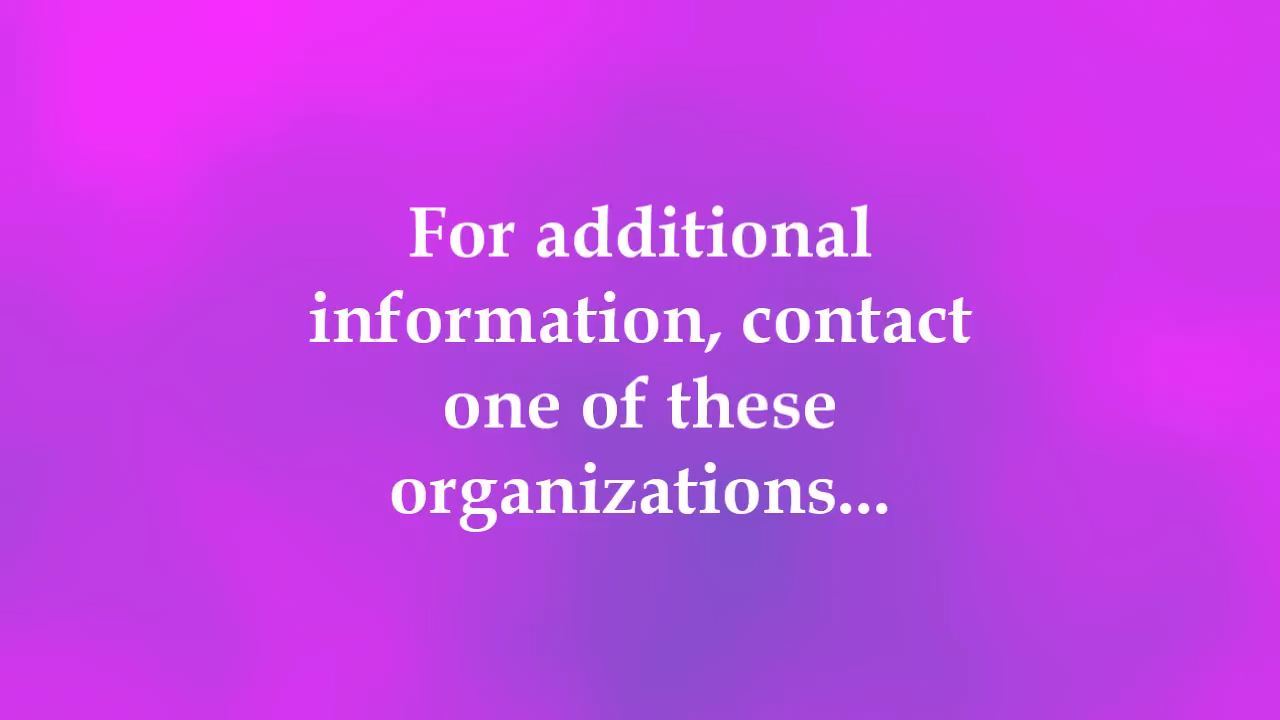 For additional
information, contact
one of these
organizations...